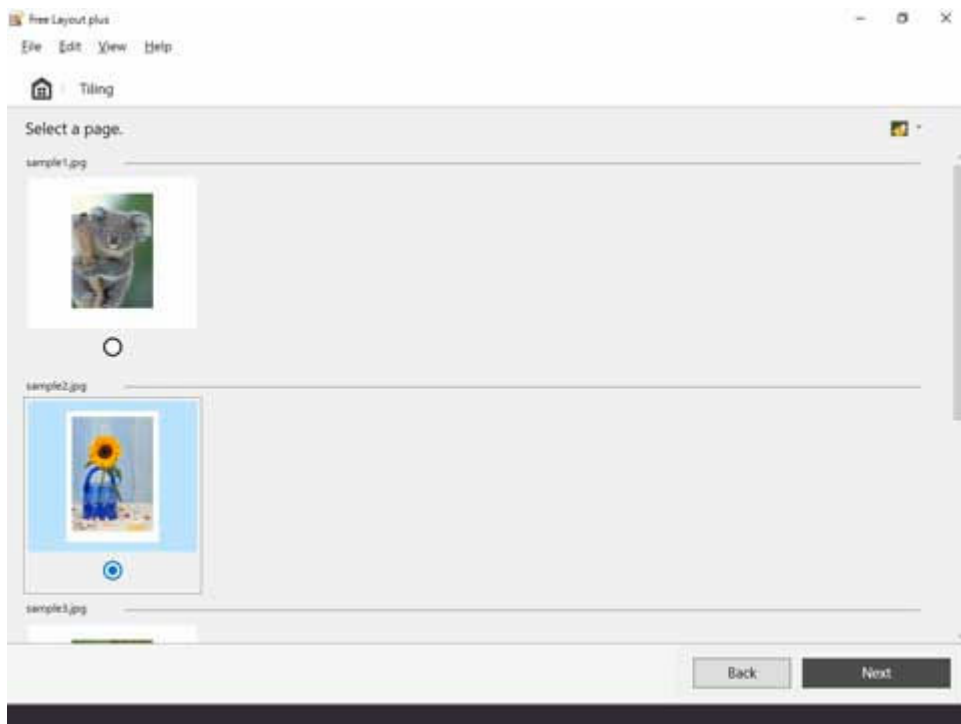 Free Layout plus
File Edit View Help
Tiling
Select a page.
sample1.jpg
sample2.jpg
sample3.jpg
Back Next